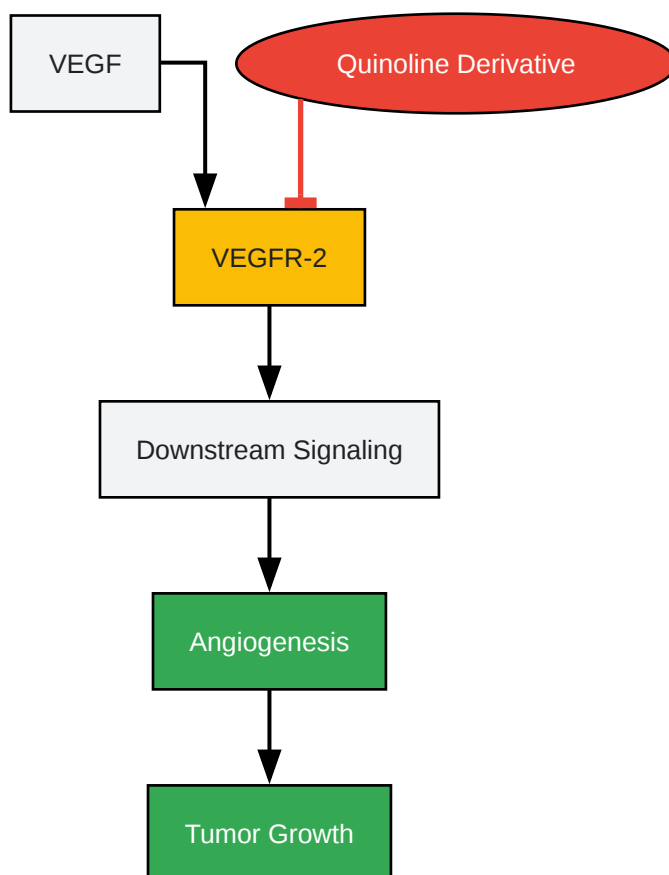 VEGF
Quinoline Derivative
VEGFR-2
Downstream Signaling
Angiogenesis
Tumor Growth